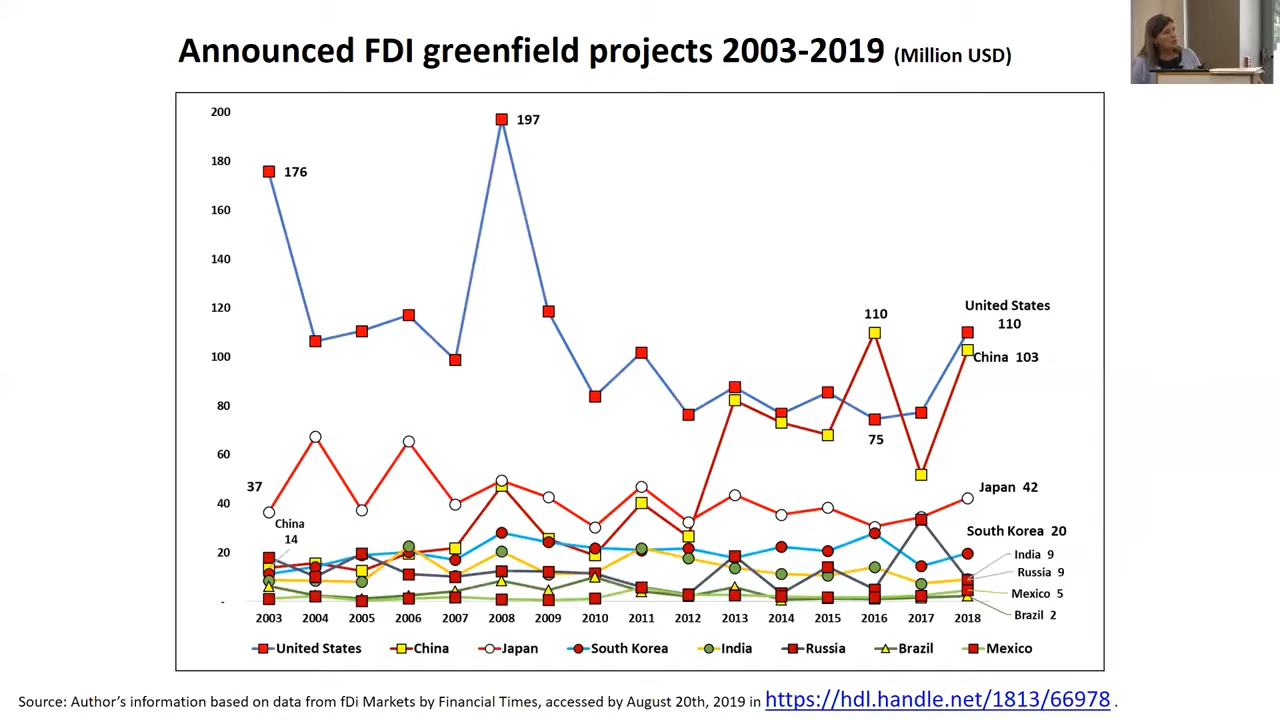 Announced FDI greenfield projects 2003-2019 (Million USD)
200
197
180
176
160
140
120
110
United States
110
100
China 103
80
75
60
37
40
Japan 42
China
14
South Korea 20
20
India 9
Russia 9
Mexico 5
-
Brazil 2
2003 2004 2005 2006 2007 2008 2009 2010 2011 2012 2013 2014 2015 2016 2017 2018
United States China Japan South Korea India Russia Brazil Mexico
Source: Author's information based on data from fDi Markets by Financial Times, accessed by August 20th, 2019 in https://hdl.handle.net/1813/66978 .